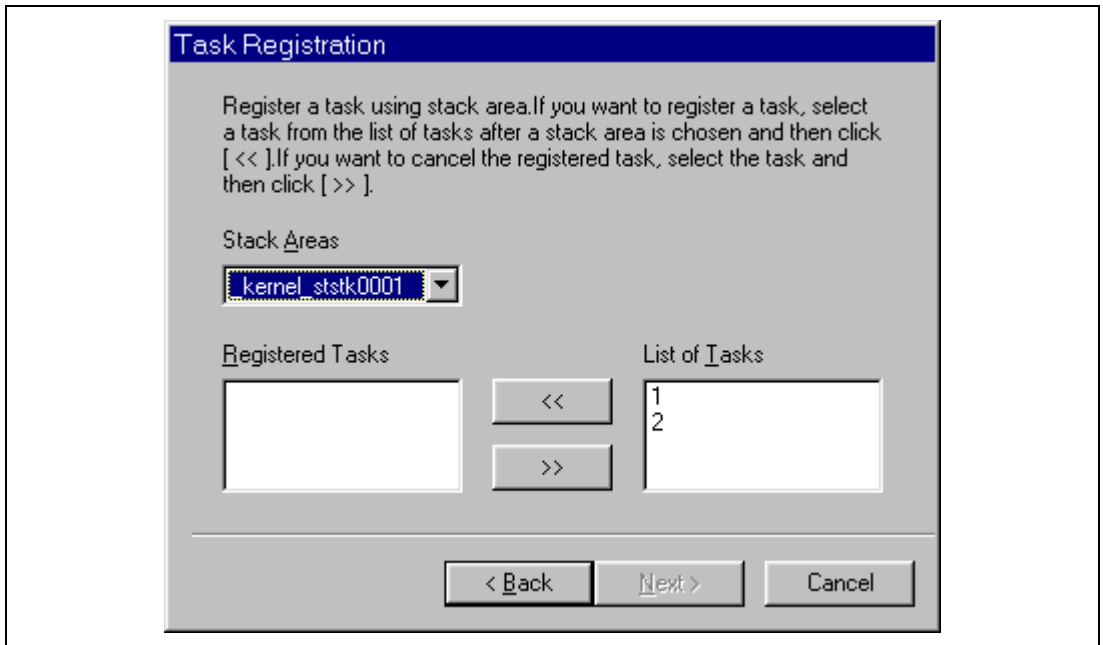 Task Registration
Register a task using stack area.If you want to register a task, select
a task from the list of tasks after a stack area is chosen and then click
[ << ].If you want to cancel the registered task, select the task and
then click [ >> ].
Stack Areas
_kernel_ststk0001
Registered Tasks
List of Tasks
<<
1
2
>>
< Back
Next >
Cancel